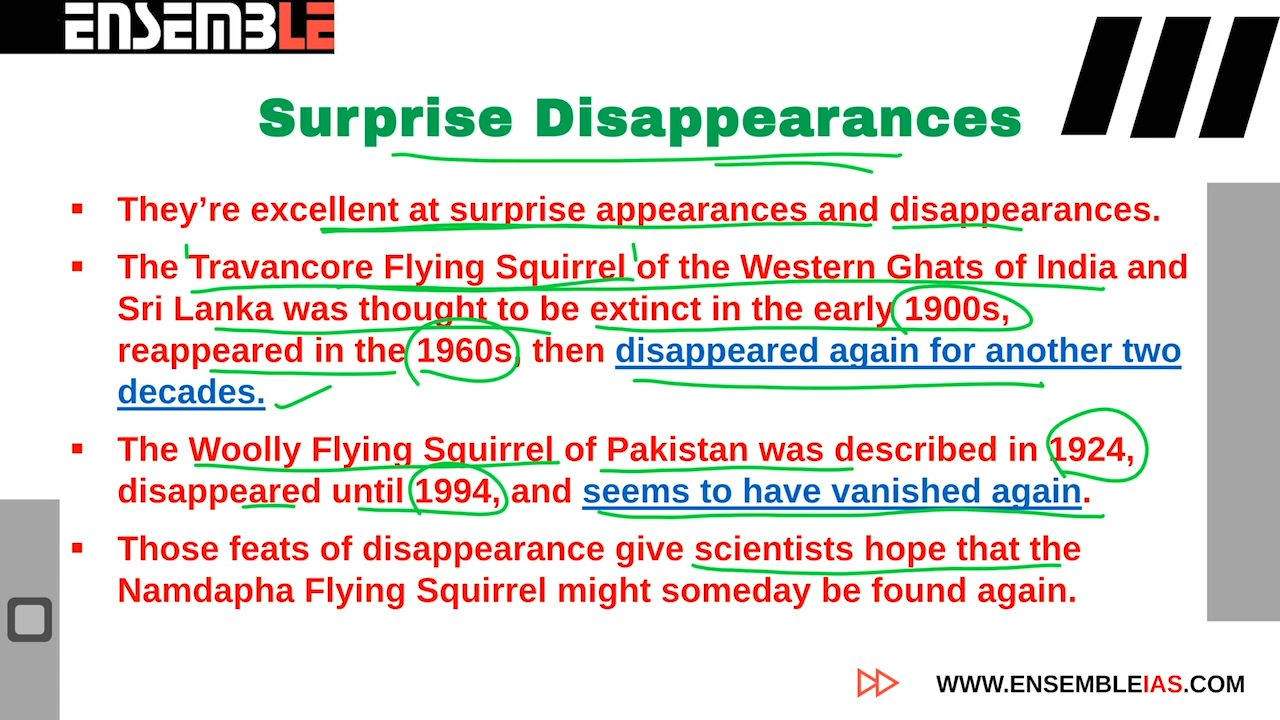 ENSEMBLE
Surprise Disappearances
▪ They’re excellent at surprise appearances and disappearances.
▪ The Travancore Flying Squirrel of the Western Ghats of India and
Sri Lanka was thought to be extinct in the early 1900s,
reappeared in the 1960s, then disappeared again for another two
decades.
▪ The Woolly Flying Squirrel of Pakistan was described in 1924,
disappeared until 1994, and seems to have vanished again.
▪ Those feats of disappearance give scientists hope that the
Namdapha Flying Squirrel might someday be found again.
WWW.ENSEMBLEIAS.COM